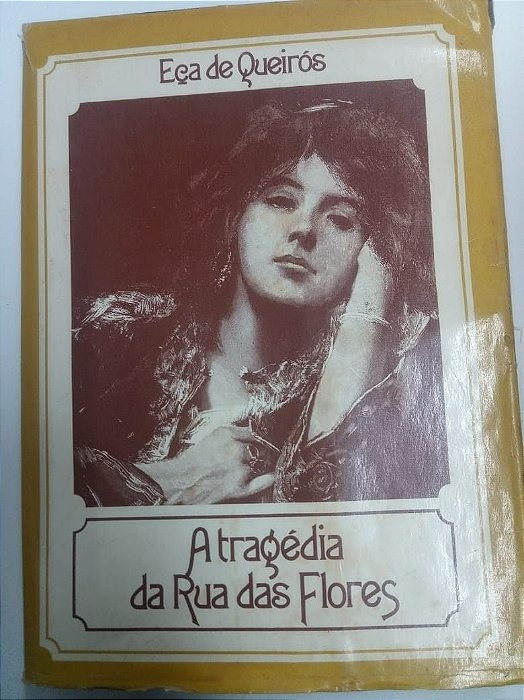 Eça de Queirós
A tragédia
da Rua das Flores